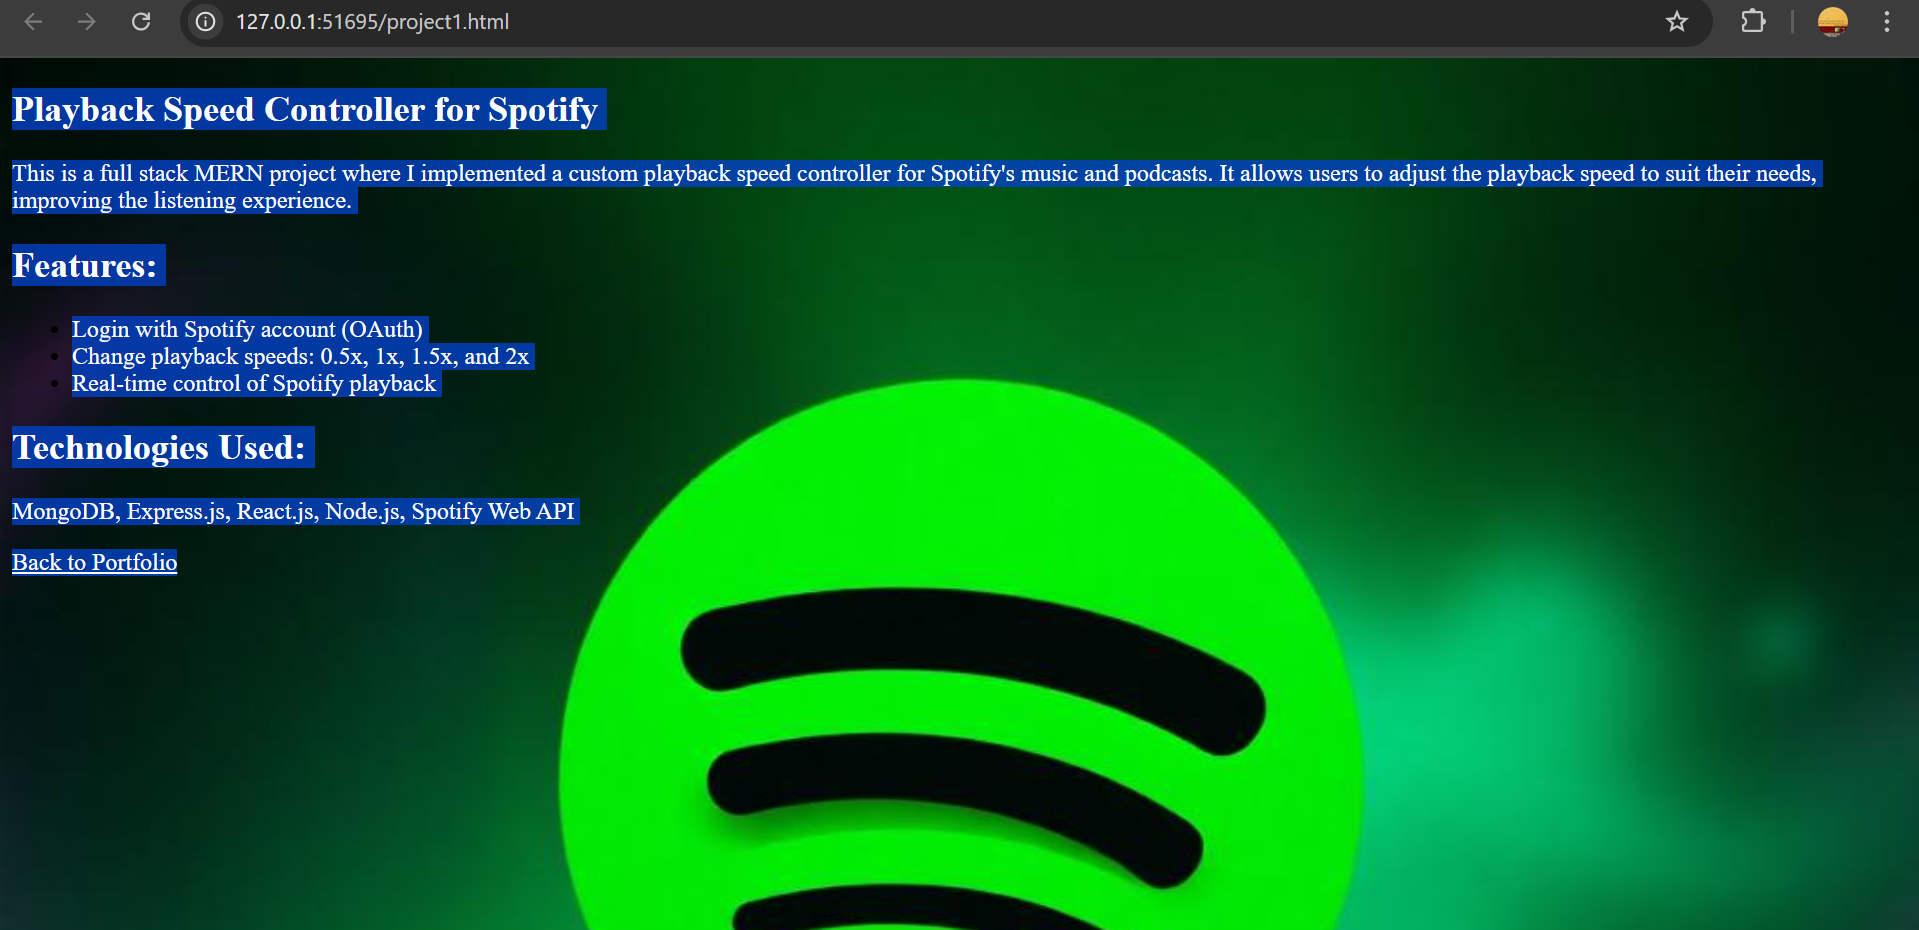 127.0.0.1:51695/project1.html
Playback Speed Controller for Spotify
This is a full stack MERN project where I implemented a custom playback speed controller for Spotify's music and podcasts. It allows users to adjust the playback speed to suit their needs,
improving the listening experience.
Features:
Login with Spotify account (OAuth)
Change playback speeds: 0.5x, 1x, 1.5x, and 2x
Real-time control of Spotify playback
Technologies Used:
MongoDB, Express.js, React.js, Node.js, Spotify Web API
Back to Portfolio